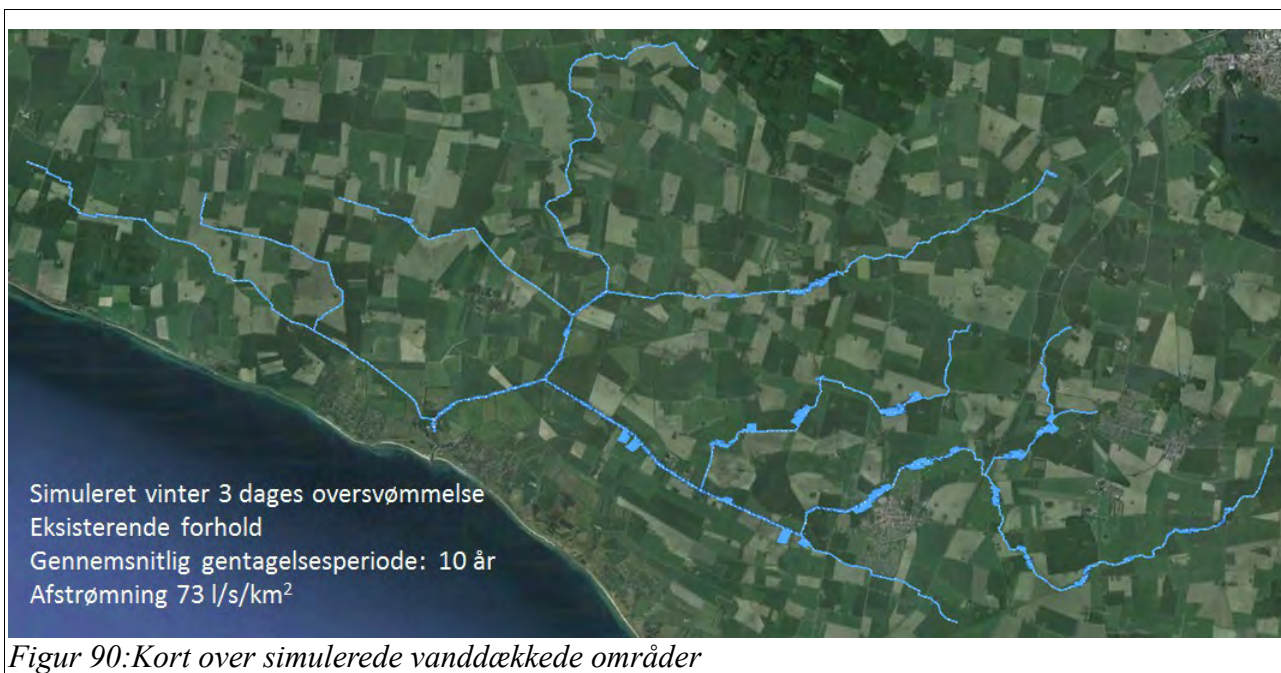 Simuleret vinter 3 dages oversvømmelse
Eksisterende forhold
Gennemsnitlig gentagelsesperiode: 10 år
Afstrømning 73 l/s/km²
Figur 90:Kort over simulerede vanddækkede områder